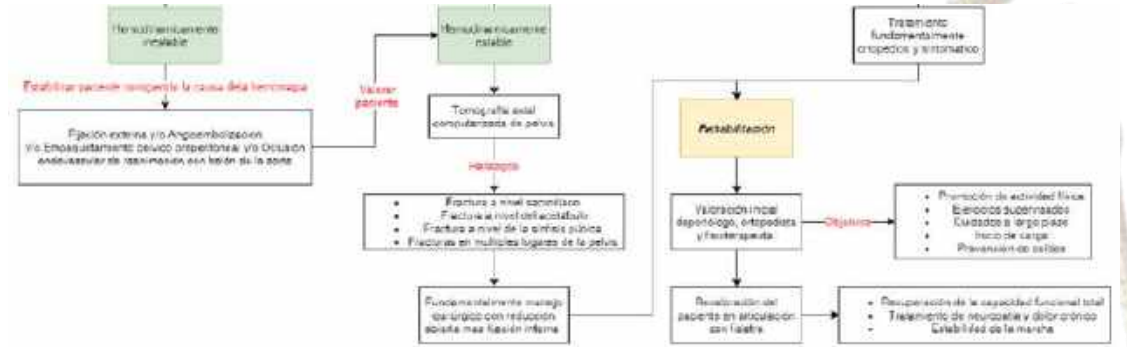 Hemodinamicamente
inestable
Hemodinamicamente
estable
Tratamiento
fundamentalmente
ortopédico y sintomático
Estabilizar paciente corrigiendo la causa de la hemorragia
Valorar
paciente
Fijación externa y/o Angioembolización
y/o Empaquetamiento pélvico preperitoneal y/o Oclusión
endovascular de reanimación con balón de la aorta
Tomografía axial
computarizada de pelvis
Rehabilitación
Hallazgos
• Fractura a nivel sacroilíaco
• Fractura a nivel del acetábulo
• Fractura a nivel de la sínfisis púbica
• Fracturas en múltiples lugares de la pelvis
Valoración inicial
deportólogo, ortopedista
y fisioterapeuta
Objetivos
• Promoción de actividad física
• Ejercicios supervisados
• Cuidados a largo plazo
• Inicio de carga
• Prevención de caídas
Fundamentalmente manejo
quirúrgico con reducción
abierta mas fijación interna
Revaloración del
paciente en articulación
con fisiatra
• Recuperación de la capacidad funcional total
• Tratamiento de neuropatía y dolor crónico
- Estabilidad de la marcha